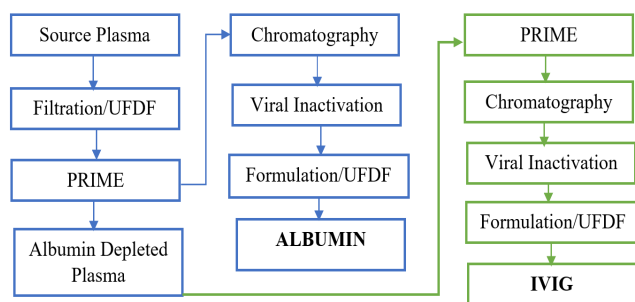 Source Plasma
Filtration/UFDF
PRIME
Albumin Depleted
Plasma
Chromatography
Viral Inactivation
Formulation/UFDF
ALBUMIN
PRIME
Chromatography
Viral Inactivation
Formulation/UFDF
IVIG